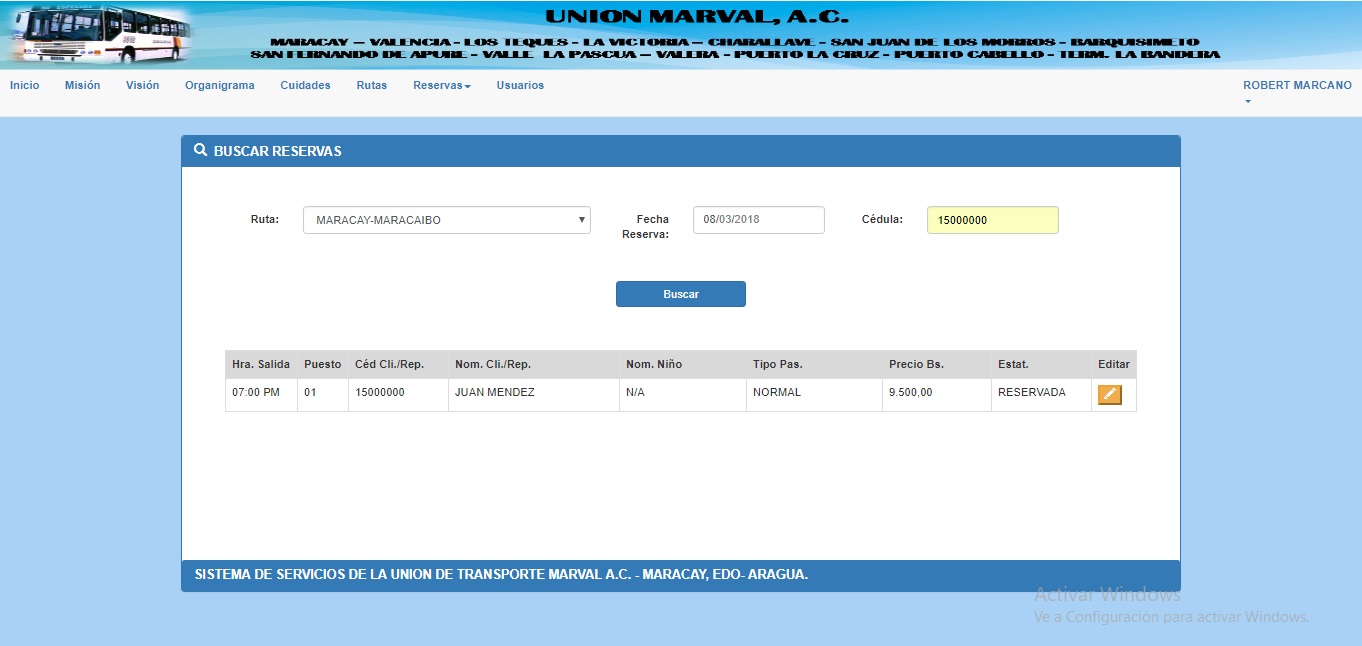 UNION MARVAL, A.C.
MARACAY – VALENCIA - LOS TEQUES - LA VICTORIA – CHARALLAVE - SAN JUAN DE LOS MORROS - BARQUISIMETO
SAN FERNANDO DE APURE - VALLE LA PASCUA – VALERA - PUERTO LA CRUZ - PUERTO CABELLO - TERM. LA BANDERA
Inicio Misión Visión Organigrama Cuidades Rutas Reservas Usuarios ROBERT MARCANO
BUSCAR RESERVAS
Ruta: MARACAY-MARACAIBO Fecha Reserva: 08/03/2018 Cédula: 15000000
Buscar
Hra. Salida Puesto Céd Cli./Rep. Nom. Cli./Rep. Nom. Niño Tipo Pas. Precio Bs. Estat. Editar
07:00 PM 01 15000000 JUAN MENDEZ N/A NORMAL 9.500,00 RESERVADA
SISTEMA DE SERVICIOS DE LA UNION DE TRANSPORTE MARVAL A.C. - MARACAY, EDO- ARAGUA.
Activar Windows
Ve a Configuración para activar Windows.